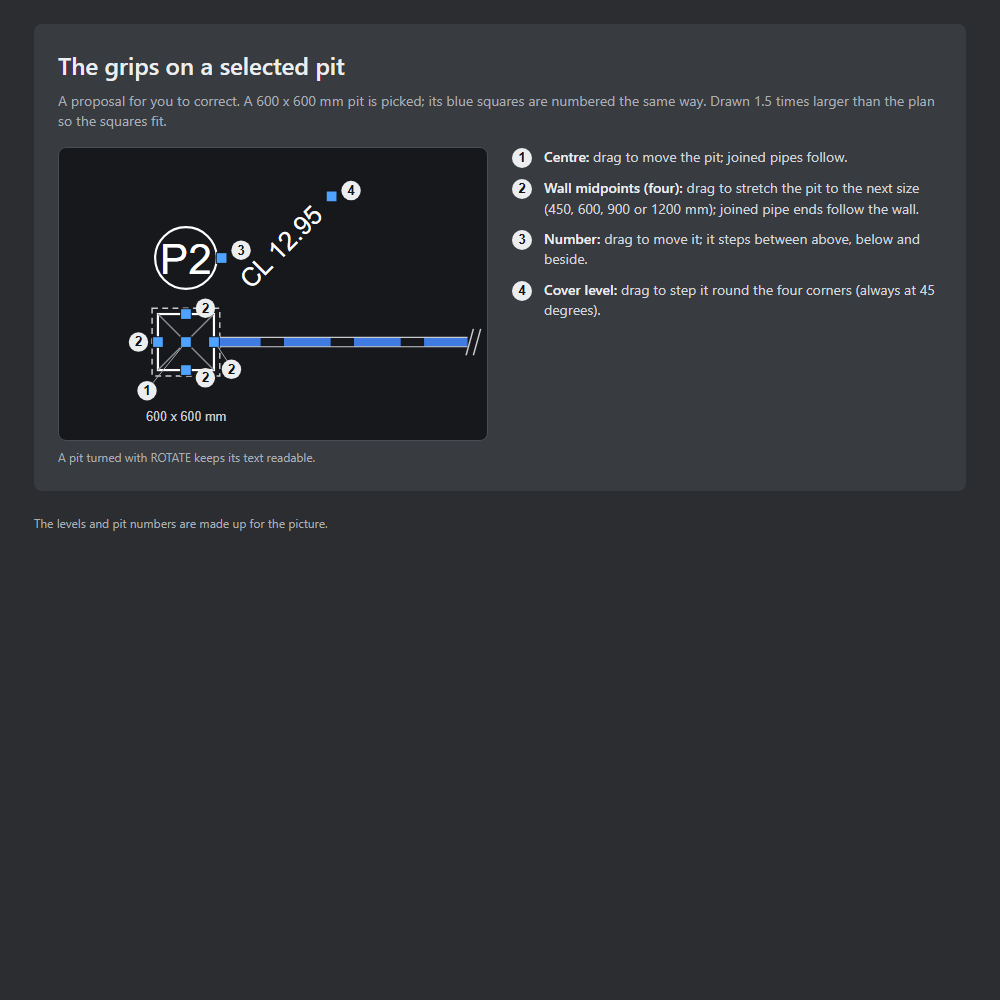 The grips on a selected pit
A proposal for you to correct. A 600 x 600 mm pit is picked; its blue squares are numbered the same way. Drawn 1.5 times larger than the plan
so the squares fit.
4
CL 12.95
P2
3
2
2
2
2
1
600 x 600 mm
A pit turned with ROTATE keeps its text readable.
1 Centre: drag to move the pit; joined pipes follow.
2 Wall midpoints (four): drag to stretch the pit to the next size
(450, 600, 900 or 1200 mm); joined pipe ends follow the wall.
3 Number: drag to move it; it steps between above, below and
beside.
4 Cover level: drag to step it round the four corners (always at 45
degrees).
The levels and pit numbers are made up for the picture.